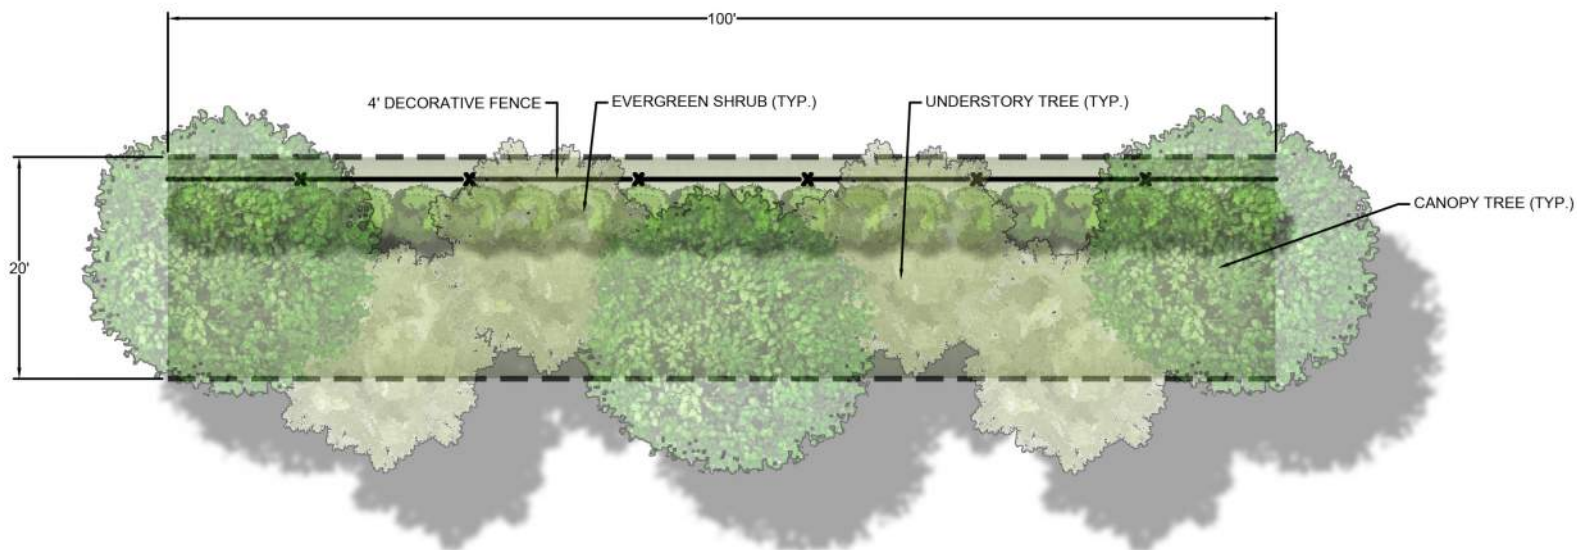 100'
4' DECORATIVE FENCE
EVERGREEN SHRUB (TYP.)
UNDERSTORY TREE (TYP.)
CANOPY TREE (TYP.)
20'